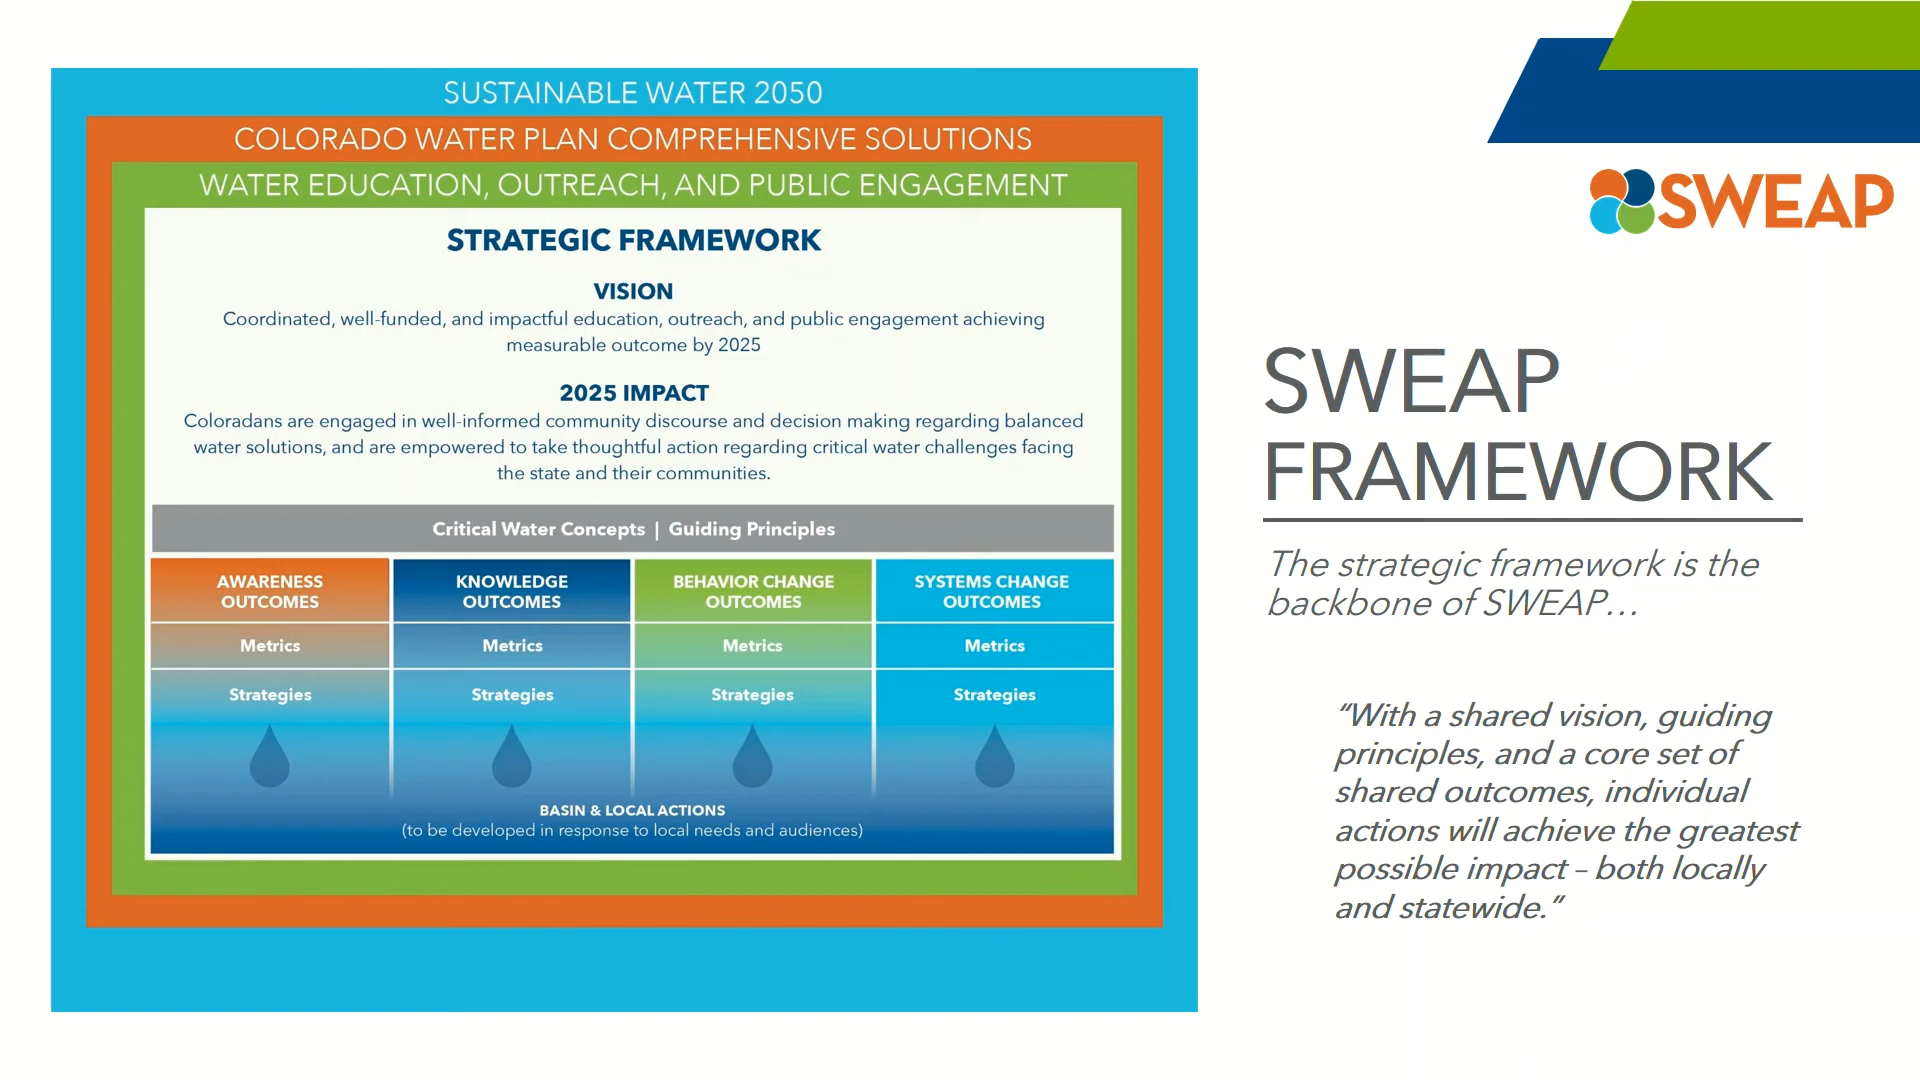 SUSTAINABLE WATER 2050
COLORADO WATER PLAN COMPREHENSIVE SOLUTIONS
WATER EDUCATION, OUTREACH, AND PUBLIC ENGAGEMENT
STRATEGIC FRAMEWORK
VISION
Coordinated, well-funded, and impactful education, outreach, and public engagement achieving
measurable outcome by 2025
2025 IMPACT
Coloradans are engaged in well-informed community discourse and decision making regarding balanced
water solutions, and are empowered to take thoughtful action regarding critical water challenges facing
the state and their communities.
Critical Water Concepts | Guiding Principles
AWARENESS
OUTCOMES
KNOWLEDGE
OUTCOMES
BEHAVIOR CHANGE
OUTCOMES
SYSTEMS CHANGE
OUTCOMES
Metrics
Metrics
Metrics
Metrics
Strategies
Strategies
Strategies
Strategies
BASIN & LOCAL ACTIONS
(to be developed in response to local needs and audiences)
SWEAP
SWEAP
FRAMEWORK
The strategic framework is the
backbone of SWEAP...
“With a shared vision, guiding
principles, and a core set of
shared outcomes, individual
actions will achieve the greatest
possible impact – both locally
and statewide.”